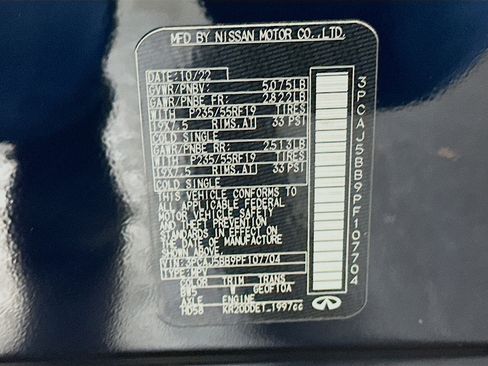 MFD BY NISSAN MOTOR CO.,LTD.
DATE: 10/22
GVWR/PNBV: 5075LB
GAWR/PNBE FR: 2822LB
WITH P235/55RF19 TIRES
19X7.5 RIMS,AT 33 PSI
COLD SINGLE
GAWR/PNBE RR: 2513LB
WITH P235/55RF19 TIRES
19X7.5 RIMS,AT 33 PSI
COLD SINGLE
THIS VEHICLE CONFORMS TO
ALL APPLICABLE FEDERAL
MOTOR VEHICLE SAFETY
AND THEFT PREVENTION
STANDARDS IN EFFECT ON
THE DATE OF MANUFACTURE
SHOWN ABOVE.
VIN:3PCAJ5BB9PF107704
TYPE:MPV
COLOR TRIM TRANS
BW5 W GE0F10A
AXLE ENGINE
HD58 KR20DDET 1997cc
3PCAJ5BB9PF107704